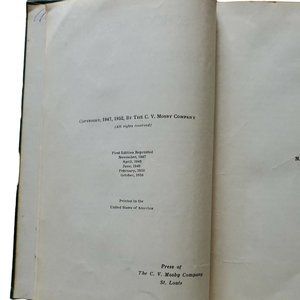 Copyright, 1947, 1952, By The C. V. Mosby Company
(All rights reserved)
First Edition Reprinted
November, 1947
April, 1948
June, 1949
February, 1950
October, 1950
Printed in the
United States of America
Press of
The C. V. Mosby Company
St. Louis